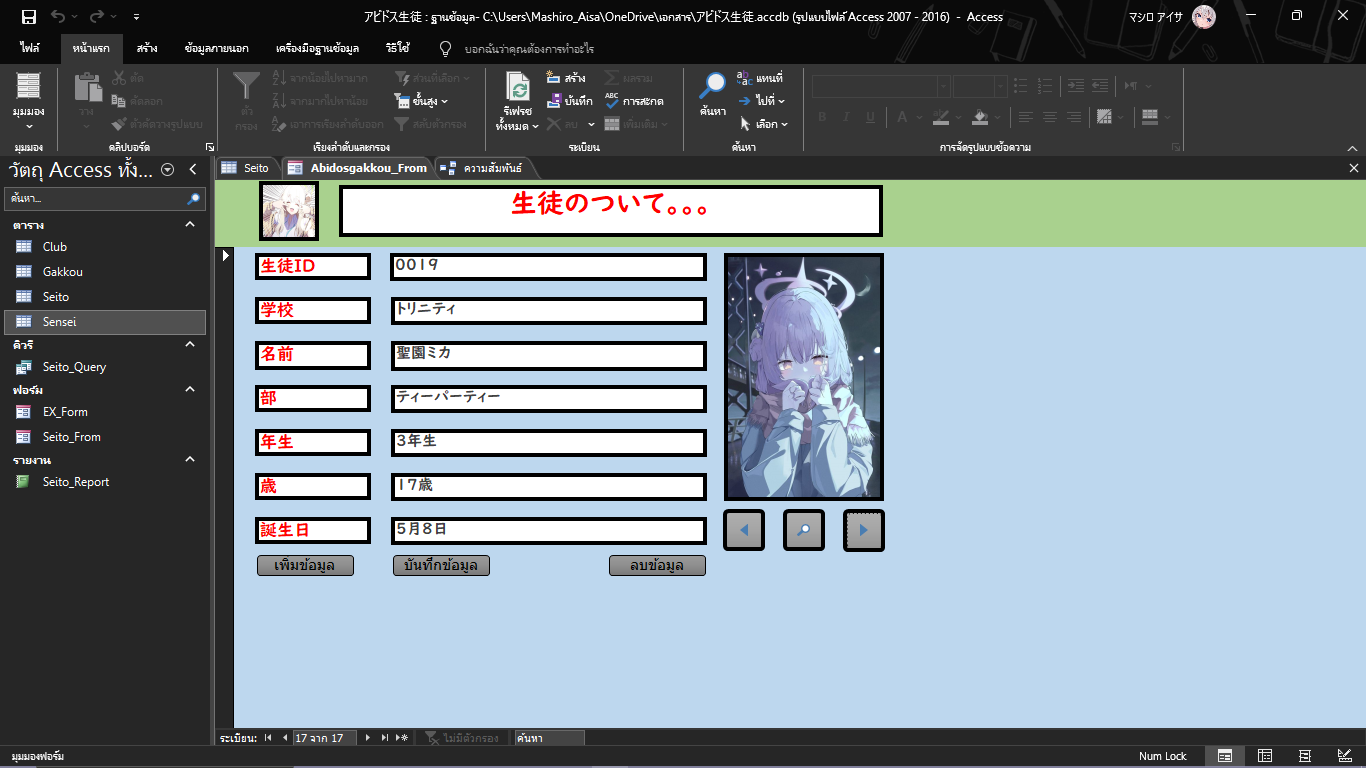 アビドス生徒 : ฐานข้อมูล- C:\Users\Mashiro_Aisa\OneDrive\เอกสาร\アビドス生徒.accdb (รูปแบบไฟล์ Access 2007 - 2016) - Access
マシロ アイサ
ไฟล์ หน้าแรก สร้าง ข้อมูลภายนอก เครื่องมือฐานข้อมูล วิธีใช้ บอกฉันว่าคุณต้องการทำอะไร
มุมมอง
วาง
ตัด
คัดลอก
ตัวคัดวางรูปแบบ
ตัวกรอง
จากน้อยไปหามาก
จากมากไปหาน้อย
เอาการเรียงลำดับออก
ส่วนที่เลือก
ขั้นสูง
สลับตัวกรอง
รีเฟรชทั้งหมด
สร้าง
บันทึก
ลบ
ผลรวม
การสะกด
เพิ่มเติม
ค้นหา
แทนที่
ไปที่
เลือก
B I U
มุมมอง คลิปบอร์ด เรียงลำดับและกรอง ระเบียน ค้นหา การจัดรูปแบบข้อความ
วัตถุ Access ทั้ง...
ค้นหา...
ตาราง
Club
Gakkou
Seito
Sensei
คิวรี
Seito_Query
ฟอร์ม
EX_Form
Seito_From
รายงาน
Seito_Report
Seito Abidosgakkou_From ความสัมพันธ์
生徒のついて。。。
生徒ID 0019
学校 トリニティ
名前 聖園ミカ
部 ティーパーティー
年生 3年生
歳 17歳
誕生日 5月8日
เพิ่มข้อมูล บันทึกข้อมูล ลบข้อมูล
ระเบียน: 17 จาก 17 ไม่มีตัวกรอง ค้นหา
มุมมองฟอร์ม Num Lock